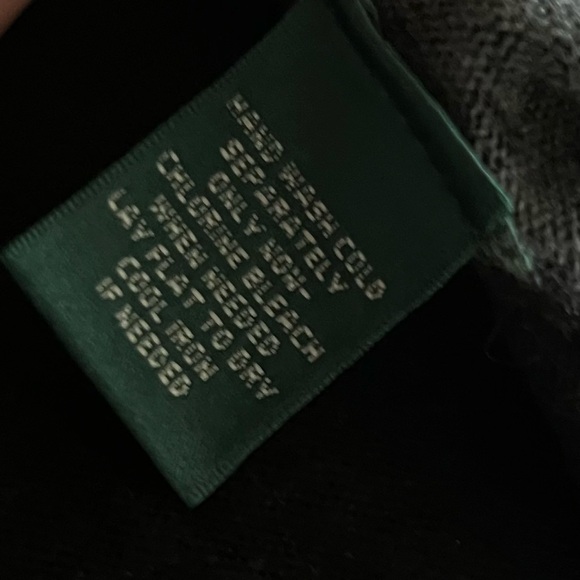 HAND WASH COLD
SEPARATELY
ONLY NON-
CHLORINE BLEACH
WHEN NEEDED
LAY FLAT TO DRY
COOL IRON
IF NEEDED